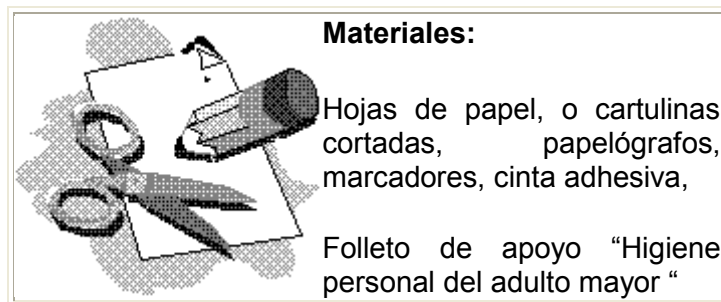 Materiales:
Hojas de papel, o cartulinas
cortadas, papelógrafos,
marcadores, cinta adhesiva,
Folleto de apoyo “Higiene
personal del adulto mayor “